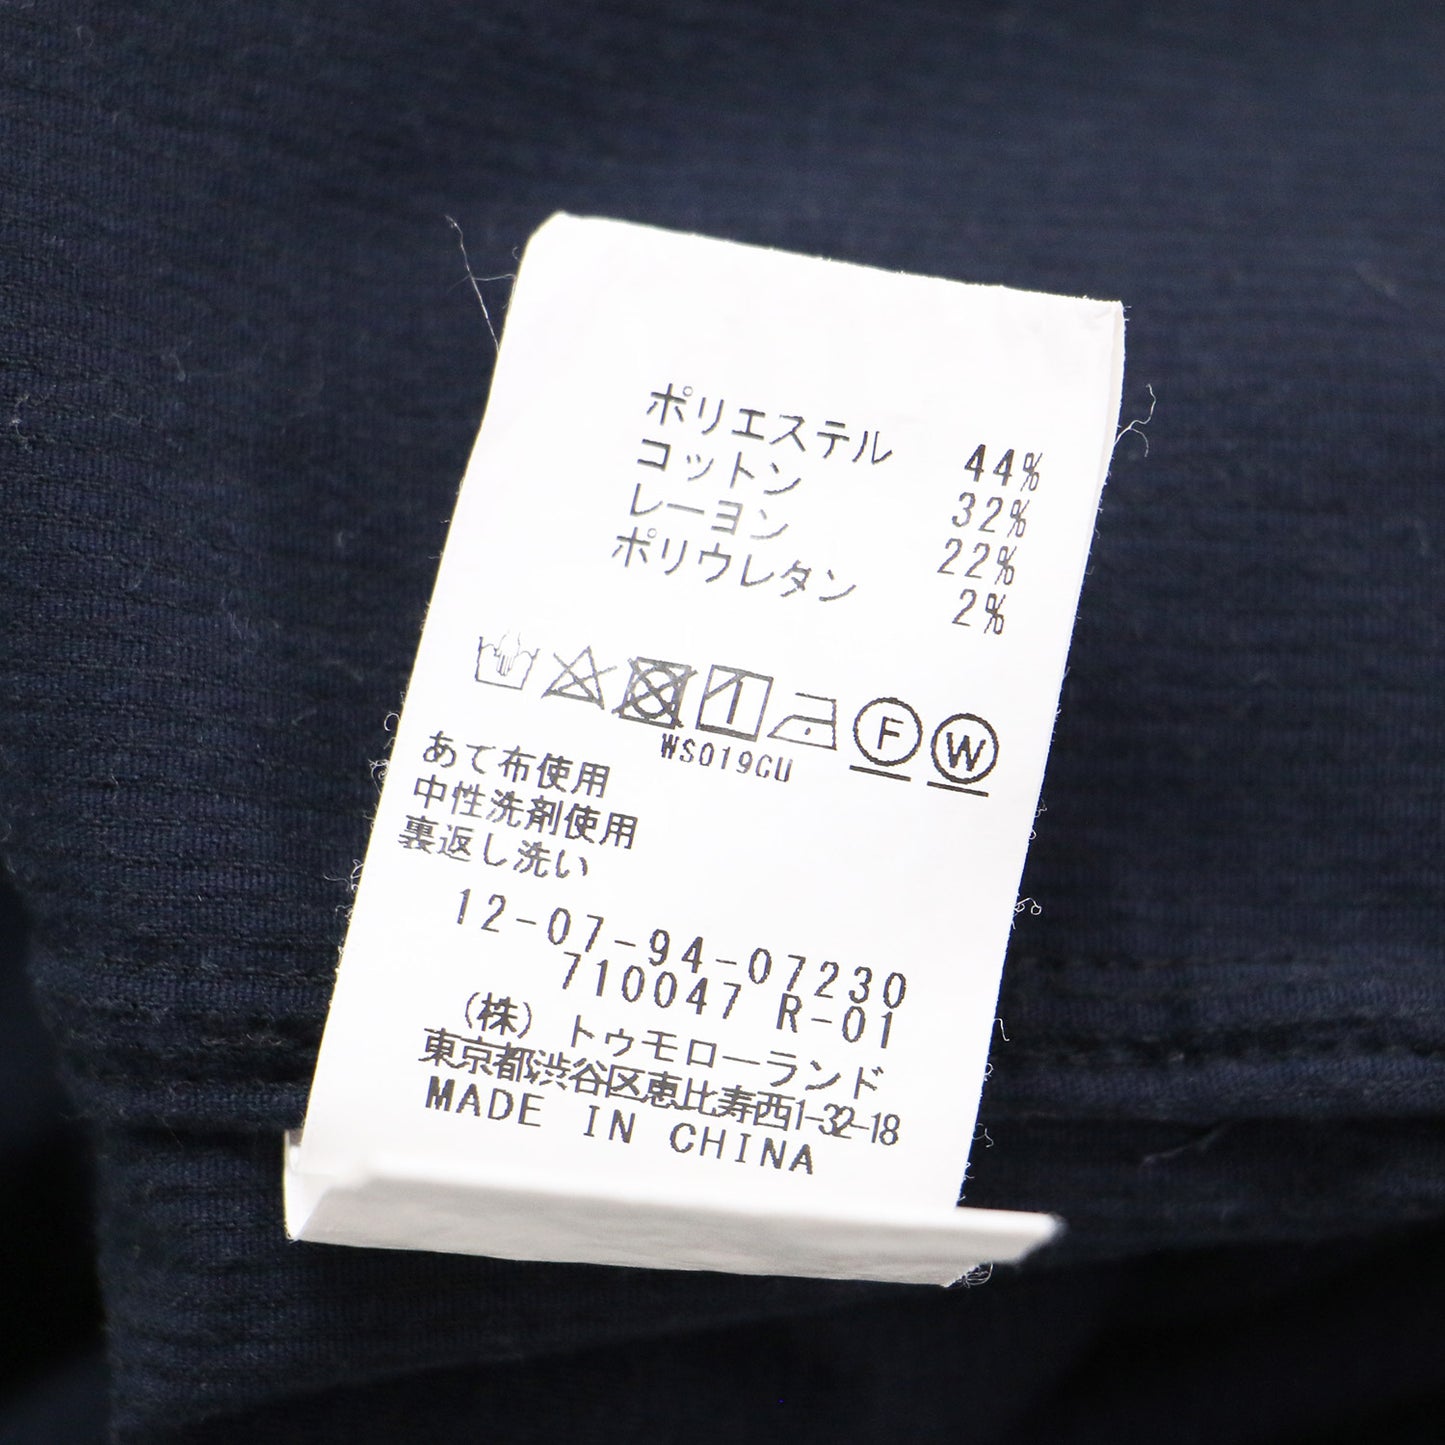 ポリエステル 44%
コットン 32%
レーヨン 22%
ポリウレタン 2%
F W
WS019CU
あて布使用
中性洗剤使用
裏返し洗い
12-07-94-07230
710047 R-01
(株) トゥモローランド
東京都渋谷区恵比寿西1-32-18
MADE IN CHINA